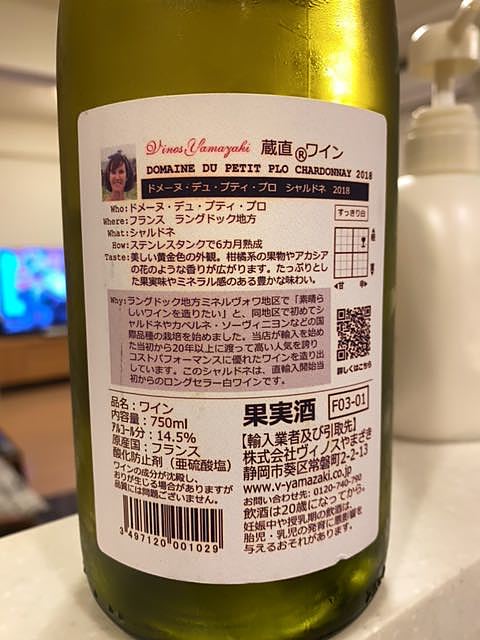 Vinos Yamazaki 蔵直®ワイン
DOMAINE DU PETIT PLO CHARDONNAY 2018
ドメーヌ・デュ・プティ・プロ シャルドネ 2018
Who:ドメーヌ・デュ・プティ・プロ
Where:フランス ラングドック地方
What:シャルドネ
How:ステンレスタンクで6カ月熟成
Taste:美しい黄金色の外観。柑橘系の果物やアカシア
の花のような香りが広がります。たっぷりとし
た果実味やミネラル感のある豊かな味わい。
すっきり白
甘
辛
Why:ラングドック地方ミネルヴォワ地区で「素晴ら
しいワインを造りたい」と、同地区で初めてシ
ャルドネやカベルネ・ソーヴィニヨンなどの国
際品種の栽培を始めました。当店が輸入を始め
た当初から20年以上に渡って高い人気を誇り
コストパフォーマンスに優れたワインを造り出
しています。このシャルドネは、直輸入開始当
初からのロングセラー白ワインです。
詳しくはこちら
品名:ワイン
内容量:750ml
アルコール分:14.5%
原産国:フランス
酸化防止剤(亜硫酸塩)
ワインの成分が沈殿し、
おりが生じる場合がありますが
品質には問題ございません。
3 497120 001029
果実酒 F03-01
【輸入業者及び引取先】
株式会社ヴィノスやまざき
静岡市葵区常磐町2-2-13
www.v-yamazaki.co.jp
お問い合わせ先:0120-740-790
飲酒は20歳になってから。
妊娠中や授乳期の飲酒は、
胎児・乳児の発育に悪影響を
与えるおそれがあります。